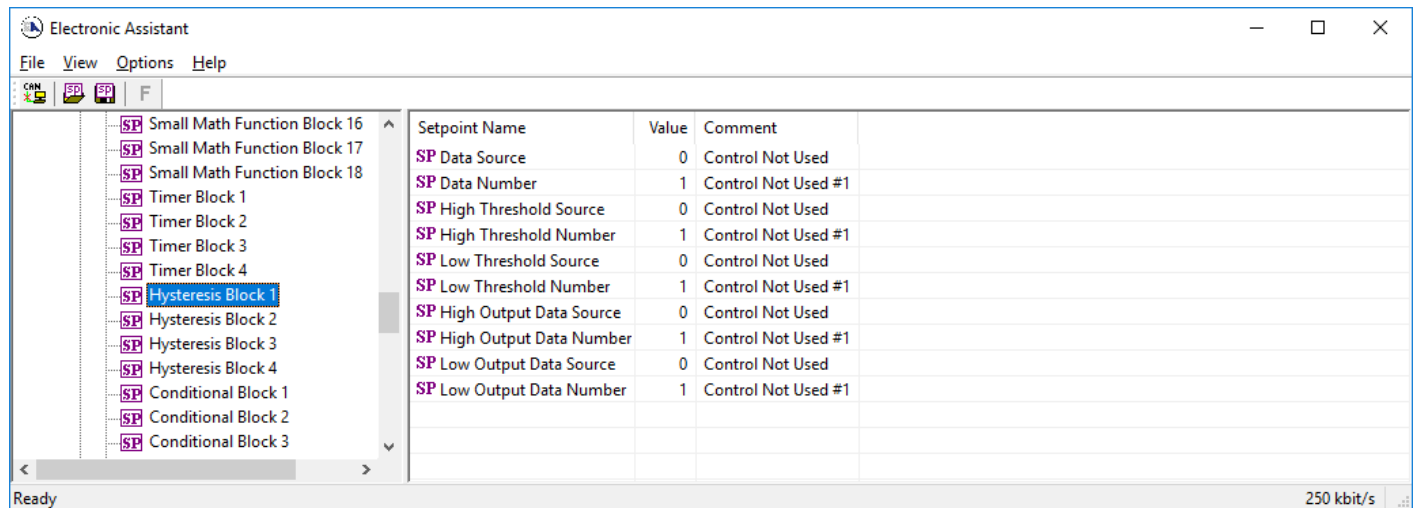 Electronic Assistant
File View Options Help
CAN SP SP F
SP Small Math Function Block 16
SP Small Math Function Block 17
SP Small Math Function Block 18
SP Timer Block 1
SP Timer Block 2
SP Timer Block 3
SP Timer Block 4
SP Hysteresis Block 1
SP Hysteresis Block 2
SP Hysteresis Block 3
SP Hysteresis Block 4
SP Conditional Block 1
SP Conditional Block 2
SP Conditional Block 3
Setpoint Name Value Comment
SP Data Source 0 Control Not Used
SP Data Number 1 Control Not Used #1
SP High Threshold Source 0 Control Not Used
SP High Threshold Number 1 Control Not Used #1
SP Low Threshold Source 0 Control Not Used
SP Low Threshold Number 1 Control Not Used #1
SP High Output Data Source 0 Control Not Used
SP High Output Data Number 1 Control Not Used #1
SP Low Output Data Source 0 Control Not Used
SP Low Output Data Number 1 Control Not Used #1
Ready 250 kbit/s